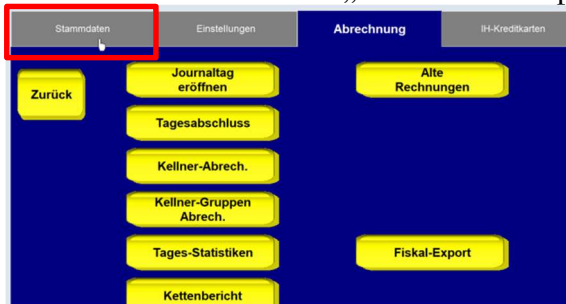 Stammdaten
Einstellungen
Abrechnung
IH-Kreditkarten
Zurück
Journaltag
eröffnen
Alte
Rechnungen
Tagesabschluss
Kellner-Abrech.
Kellner-Gruppen
Abrech.
Tages-Statistiken
Fiskal-Export
Kettenbericht